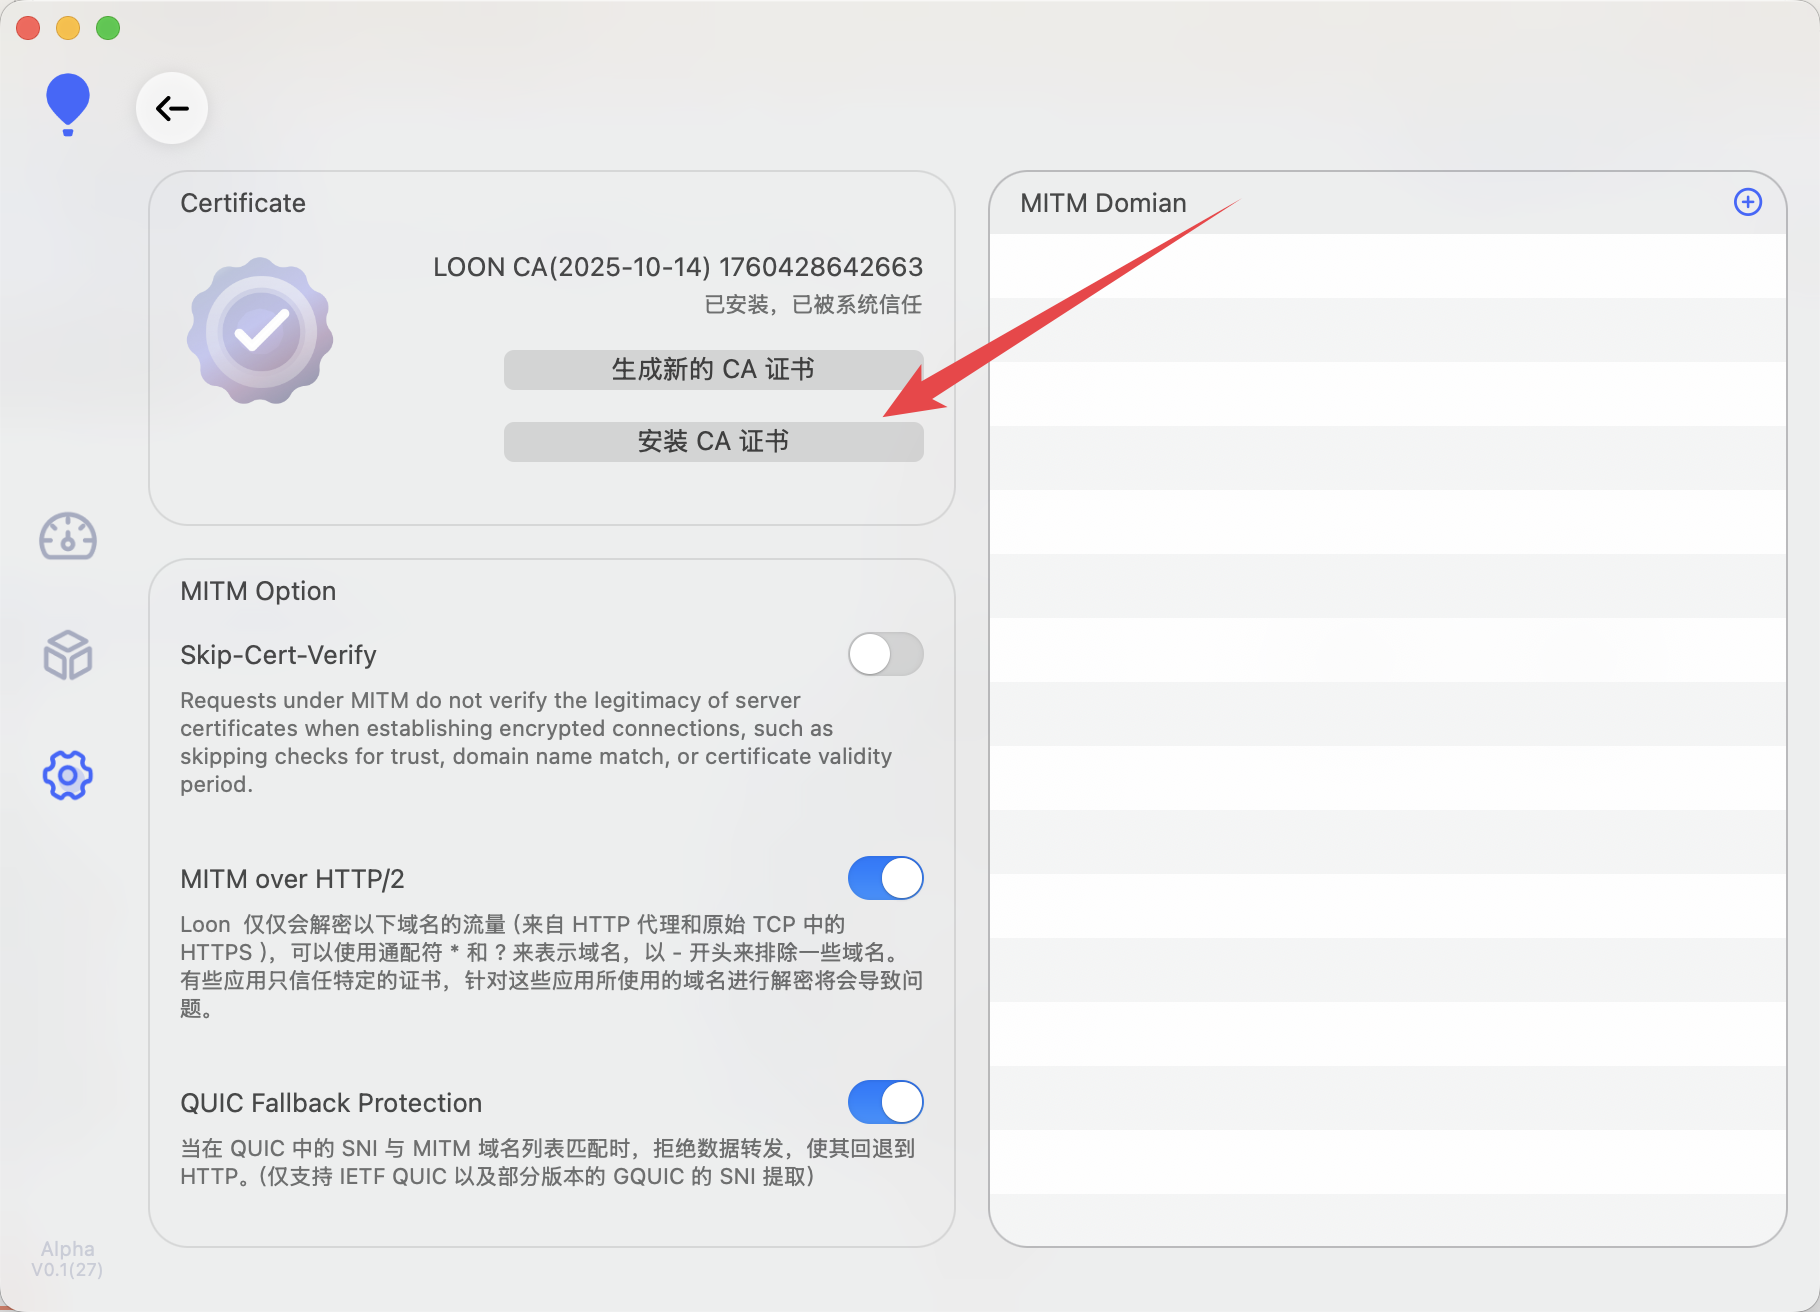 Certificate
LOON CA(2025-10-14) 1760428642663
已安装，已被系统信任
生成新的 CA 证书
安装 CA 证书
MITM Option
Skip-Cert-Verify
Requests under MITM do not verify the legitimacy of server
certificates when establishing encrypted connections, such as
skipping checks for trust, domain name match, or certificate validity
period.
MITM over HTTP/2
Loon 仅仅会解密以下域名的流量 (来自 HTTP 代理和原始 TCP 中的
HTTPS )，可以使用通配符 * 和 ? 来表示域名，以 - 开头来排除一些域名。
有些应用只信任特定的证书，针对这些应用所使用的域名进行解密将会导致问
题。
QUIC Fallback Protection
当在 QUIC 中的 SNI 与 MITM 域名列表匹配时，拒绝数据转发，使其回退到
HTTP。（仅支持 IETF QUIC 以及部分版本的 GQUIC 的 SNI 提取）
MITM Domian
Alpha
V0.1(27)